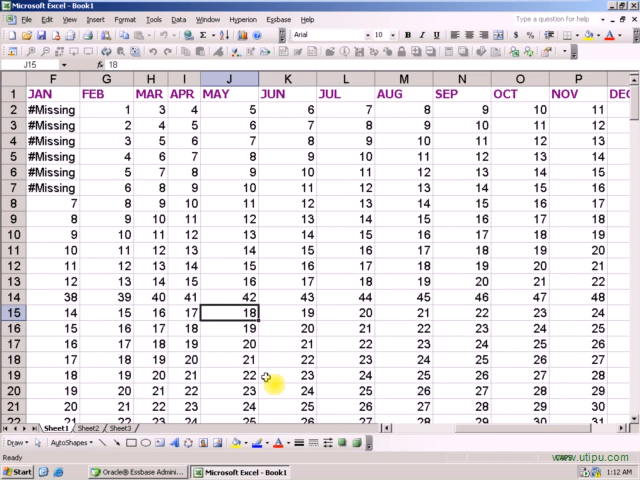 Microsoft Excel - Book1
File Edit View Insert Format Tools Data Window Hyperion Essbase Help Type a question for help
Arial 10 B I U
J15 18
F G H I J K L M N O P
1 JAN FEB MAR APR MAY JUN JUL AUG SEP OCT NOV DEC
2 #Missing 1 3 4 5 6 7 8 9 10 11
3 #Missing 2 4 5 6 7 8 9 10 11 12
4 #Missing 3 5 6 7 8 9 10 11 12 13
5 #Missing 4 6 7 8 9 10 11 12 13 14
6 #Missing 5 7 8 9 10 11 12 13 14 15
7 #Missing 6 8 9 10 11 12 13 14 15 16
8 7 8 9 10 11 12 13 14 15 16 17
9 8 9 10 11 12 13 14 15 16 17 18
10 9 10 11 12 13 14 15 16 17 18 19
11 10 11 12 13 14 15 16 17 18 19 20
12 11 12 13 14 15 16 17 18 19 20 21
13 12 13 14 15 16 17 18 19 20 21 22
14 38 39 40 41 42 43 44 45 46 47 48
15 14 15 16 17 18 19 20 21 22 23 24
16 15 16 17 18 19 20 21 22 23 24 25
17 16 17 18 19 20 21 22 23 24 25 26
18 17 18 19 20 21 22 23 24 25 26 27
19 18 19 20 21 22 23 24 25 26 27 28
20 19 20 21 22 23 24 25 26 27 28 29
21 20 21 22 23 24 25 26 27 28 29 30
22 21 22 23 24 25 26 27 28 29 30 31
Sheet1 Sheet2 Sheet3
Draw AutoShapes
Ready CAPS
www.utipu.com
Start Oracle® Essbase Admini... Microsoft Excel - Book1 1:12 AM